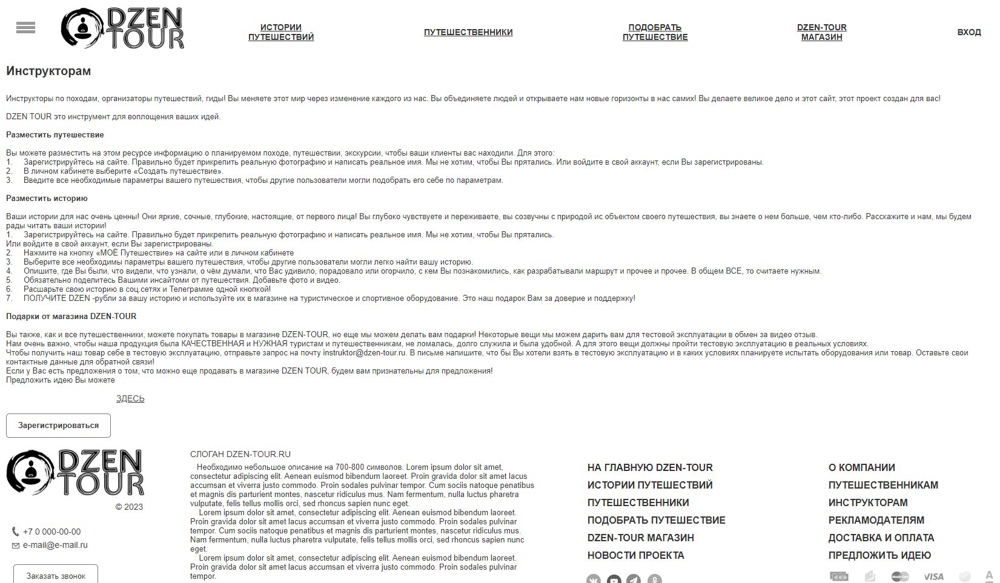 DZEN
TOUR
ИСТОРИИ
ПУТЕШЕСТВИЙ
ПУТЕШЕСТВЕННИКИ
ПОДОБРАТЬ
ПУТЕШЕСТВИЕ
DZEN-TOUR
МАГАЗИН
ВХОД
Инструкторам
Инструкторы по походам, организаторы путешествий, гиды! Вы меняете этот мир через изменение каждого из нас. Вы объединяете людей и открываете нам новые горизонты в нас самих! Вы делаете великое дело и этот сайт, этот проект создан для вас!
DZEN TOUR это инструмент для воплощения ваших идей.
Разместить путешествие
Вы можете разместить на этом ресурсе информацию о планируемом походе, путешествии, экскурсии, чтобы ваши клиенты вас находили. Для этого:
1. Зарегистрируйтесь на сайте. Правильно будет прикрепить реальную фотографию и написать реальное имя. Мы не хотим, чтобы Вы прятались. Или войдите в свой аккаунт, если Вы зарегистрированы.
2. В личном кабинете выберите «Создать путешествие».
3. Введите все необходимые параметры вашего путешествия, чтобы другие пользователи могли подобрать его себе по параметрам.
Разместить историю
Ваши истории для нас очень ценны! Они яркие, сочные, глубокие, настоящие, от первого лица! Вы глубоко чувствуете и переживаете, вы созвучны с природой ис объектом своего путешествия, вы знаете о нем больше, чем кто-либо. Расскажите и нам, мы будем
рады читать ваши истории!
1. Зарегистрируйтесь на сайте. Правильно будет прикрепить реальную фотографию и написать реальное имя. Мы не хотим, чтобы Вы прятались.
Или войдите в свой аккаунт, если Вы зарегистрированы.
2. Нажмите на кнопку «МОЁ Путешествие» на сайте или в личном кабинете
3. Выберите все необходимы параметры вашего путешествия, чтобы другие пользователи могли легко найти вашу историю.
4. Опишите, где Вы были, что видели, что узнали, о чём думали, что Вас удивило, порадовало или огорчило, с кем Вы познакомились, как разрабатывали маршрут и прочее и прочее. В общем ВСЕ, то считаете нужным.
5. Обязательно поделитесь Вашими инсайтоми от путешествия. Добавьте фото и видео.
6. Расшарьте свою историю в соц.сетях и Телеграмме одной кнопкой!
7. ПОЛУЧИТЕ DZEN -рубли за вашу историю и используйте их в магазине на туристическое и спортивное оборудование. Это наш подарок Вам за доверие и поддержку!
Подарки от магазина DZEN-TOUR
Вы также, как и все путешественники, можете покупать товары в магазине DZEN-TOUR, но еще мы можем делать вам подарки! Некоторые вещи мы можем дарить вам для тестовой эксплуатации в обмен за видео отзыв.
Нам очень важно, чтобы наша продукция была КАЧЕСТВЕННАЯ и НУЖНАЯ туристам и путешественникам, не ломалась, долго служила и была удобной. А для этого вещи должны пройти тестовую эксплуатацию в реальных условиях.
Чтобы получить наш товар себе в тестовую эксплуатацию, отправьте запрос на почту instruktor@dzen-tour.ru. В письме напишите, что бы Вы хотели взять в тестовую эксплуатацию и в каких условиях планируете испытать оборудования или товар. Оставьте свои
контактные данные для обратной связи!
Если у Вас есть предложения о том, что можно еще продавать в магазине DZEN TOUR, будем вам признательны для предложения!
Предложить идею Вы можете
ЗДЕСЬ
Зарегистрироваться
DZEN
TOUR
© 2023
+7 0 000-00-00
e-mail@e-mail.ru
Заказать звонок
СЛОГАН DZEN-TOUR.RU
Необходимо небольшое описание на 700-800 символов. Lorem ipsum dolor sit amet,
consectetur adipiscing elit. Aenean euismod bibendum laoreet. Proin gravida dolor sit amet lacus
accumsan et viverra justo commodo. Proin sodales pulvinar tempor. Cum sociis natoque penatibus
et magnis dis parturient montes, nascetur ridiculus mus. Nam fermentum, nulla luctus pharetra
vulputate, felis tellus mollis orci, sed rhoncus sapien nunc eget.
Lorem ipsum dolor sit amet, consectetur adipiscing elit. Aenean euismod bibendum laoreet.
Proin gravida dolor sit amet lacus accumsan et viverra justo commodo. Proin sodales pulvinar
tempor. Cum sociis natoque penatibus et magnis dis parturient montes, nascetur ridiculus mus.
Nam fermentum, nulla luctus pharetra vulputate, felis tellus mollis orci, sed rhoncus sapien nunc
eget.
Lorem ipsum dolor sit amet, consectetur adipiscing elit. Aenean euismod bibendum laoreet.
Proin gravida dolor sit amet lacus accumsan et viverra justo commodo. Proin sodales pulvinar
tempor.
НА ГЛАВНУЮ DZEN-TOUR
ИСТОРИИ ПУТЕШЕСТВИЙ
ПУТЕШЕСТВЕННИКИ
ПОДОБРАТЬ ПУТЕШЕСТВИЕ
DZEN-TOUR МАГАЗИН
НОВОСТИ ПРОЕКТА
О КОМПАНИИ
ПУТЕШЕСТВЕННИКАМ
ИНСТРУКТОРАМ
РЕКЛАМОДАТЕЛЯМ
ДОСТАВКА И ОПЛАТА
ПРЕДЛОЖИТЬ ИДЕЮ
MasterCard
VISA